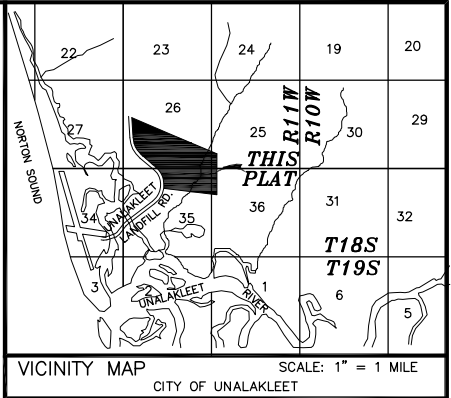 22
23
24
19
20
26
27
25
30
29
R11W
R10W
NORTON SOUND
THIS
PLAT
34
UNALAKLEET
LANDFILL RD.
35
36
31
32
T18S
T19S
3
2
UNALAKLEET
RIVER
1
6
5
VICINITY MAP
SCALE: 1" = 1 MILE
CITY OF UNALAKLEET